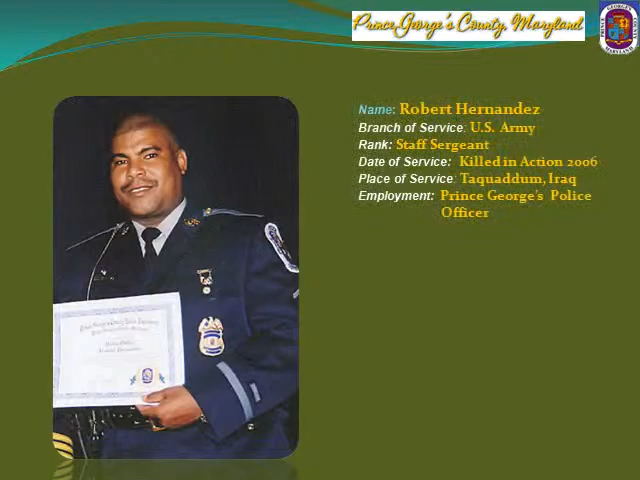 Prince George's County, Maryland
Name: Robert Hernandez
Branch of Service: U.S. Army
Rank: Staff Sergeant
Date of Service: Killed in Action 2006
Place of Service: Taquaddum, Iraq
Employment: Prince George's Police
Officer